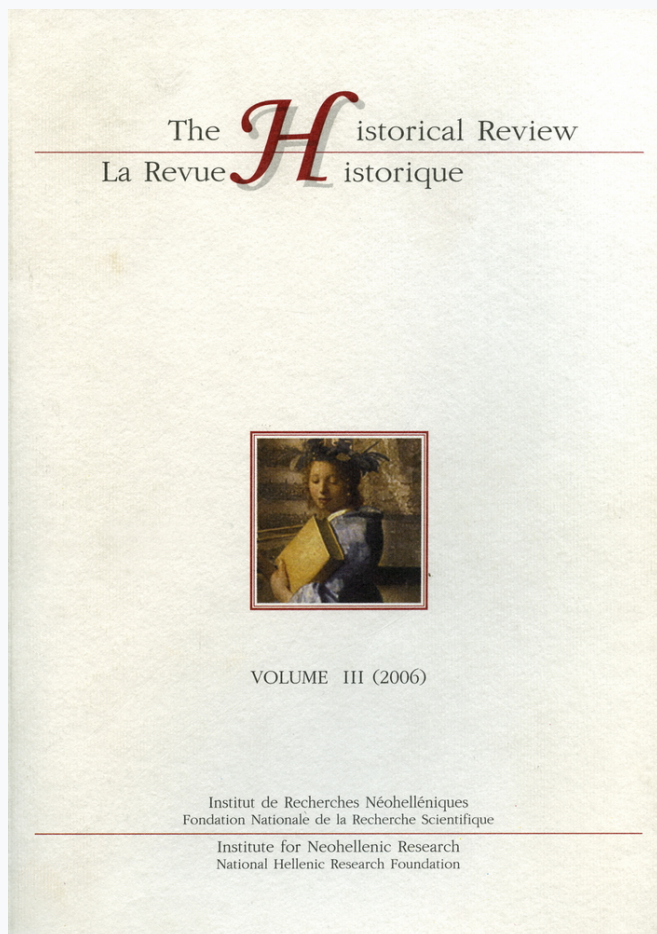 The Historical Review
La Revue Historique
VOLUME III (2006)
Institut de Recherches Néohelléniques
Fondation Nationale de la Recherche Scientifique
Institute for Neohellenic Research
National Hellenic Research Foundation